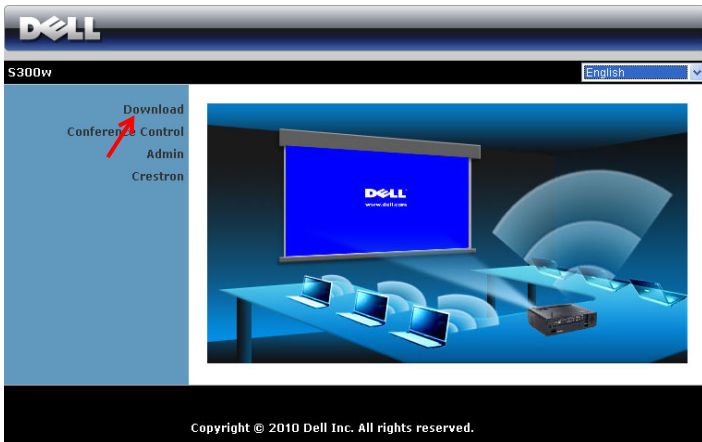 DELL
S300w
English
Download
Conference Control
Admin
Crestron
DELL
www.dell.com
Copyright © 2010 Dell Inc. All rights reserved.